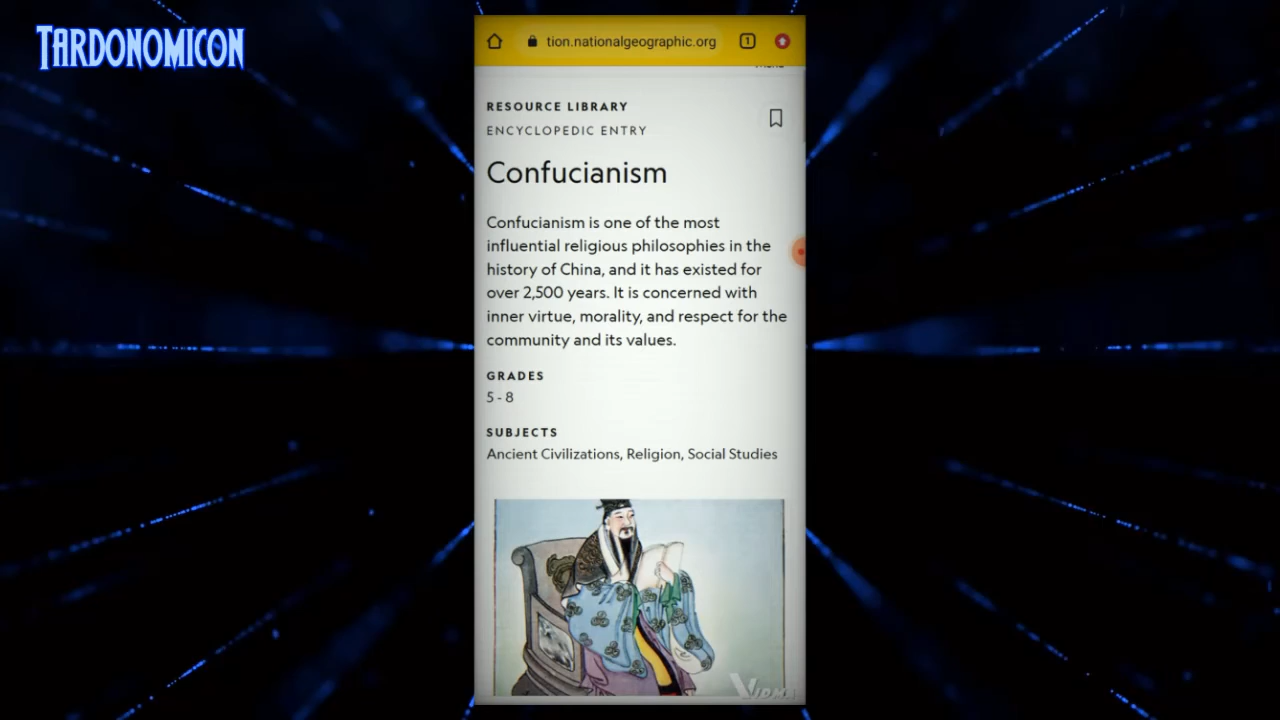 TARDONOMICON
tion.nationalgeographic.org
1
RESOURCE LIBRARY
ENCYCLOPEDIC ENTRY
Confucianism
Confucianism is one of the most
influential religious philosophies in the
history of China, and it has existed for
over 2,500 years. It is concerned with
inner virtue, morality, and respect for the
community and its values.
GRADES
5 - 8
SUBJECTS
Ancient Civilizations, Religion, Social Studies